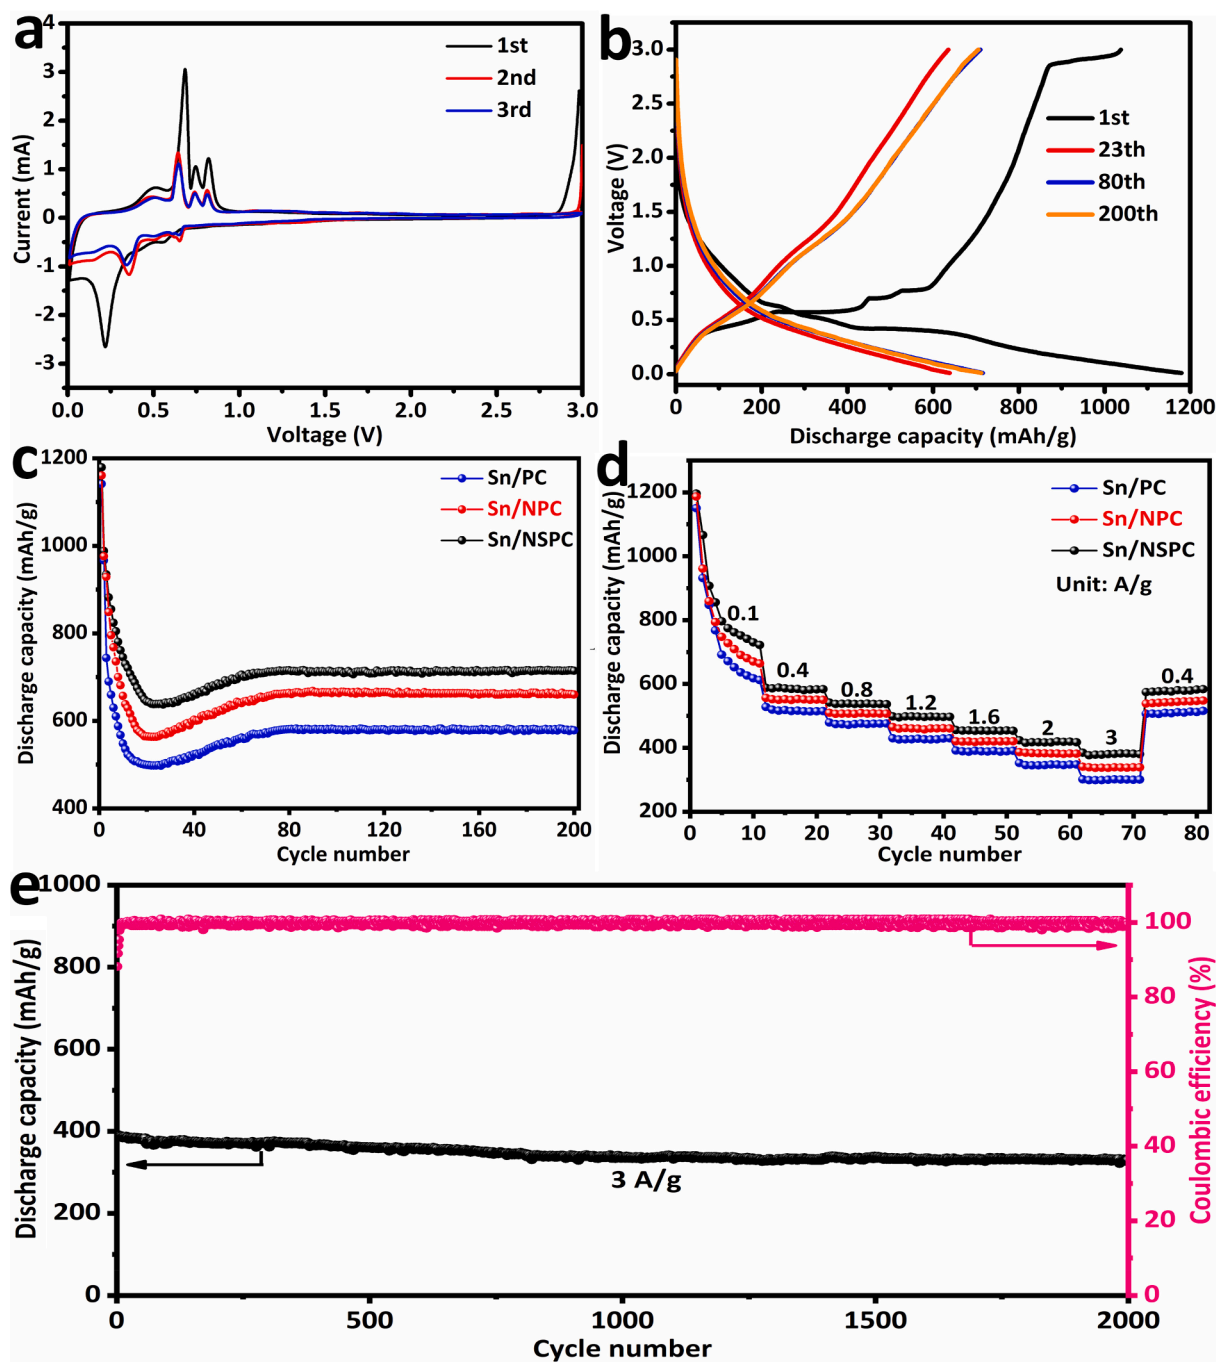 a
4
3
2
1
0
-1
-2
-3
Current (mA)
1st
2nd
3rd
0.0
0.5
1.0
1.5
2.0
2.5
3.0
Voltage (V)
b
3.0
2.5
2.0
1.5
1.0
0.5
0.0
Voltage (V)
1st
23th
80th
200th
0
200
400
600
800
1000
1200
Discharge capacity (mAh/g)
c
1200
1000
800
600
400
Discharge capacity (mAh/g)
Sn/PC
Sn/NPC
Sn/NSPC
0
40
80
120
160
200
Cycle number
d
1200
1000
800
600
400
200
Discharge capacity (mAh/g)
Sn/PC
Sn/NPC
Sn/NSPC
Unit: A/g
0.1
0.4
0.8
1.2
1.6
2
3
0.4
0
10
20
30
40
50
60
70
80
Cycle number
e
1000
800
600
400
200
0
Discharge capacity (mAh/g)
3 A/g
100
80
60
40
20
0
Coulombic efficiency (%)
0
500
1000
1500
2000
Cycle number